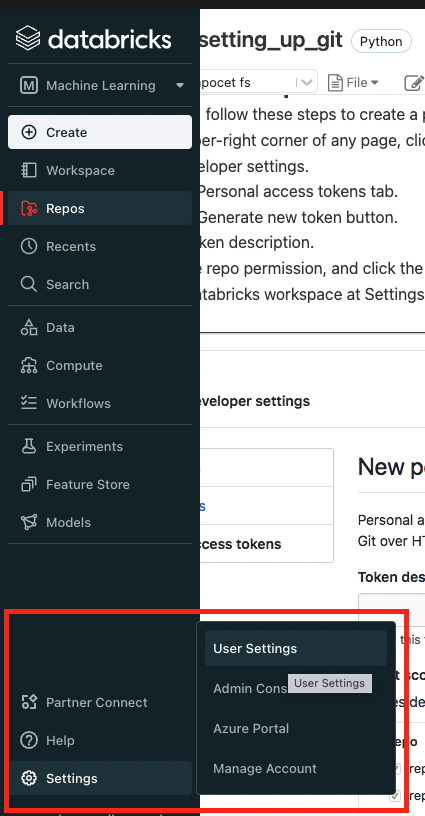 databricks
setting_up_git
Python
Machine Learning
pocet fs
File
Create
Workspace
Repos
Recents
Search
Data
Compute
Workflows
Experiments
Feature Store
Models
Partner Connect
Help
Settings
follow these steps to create a p
per-right corner of any page, clic
eloper settings.
Personal access tokens tab.
Generate new token button.
ken description.
e repo permission, and click the
atabricks workspace at Settings
eveloper settings
s
ccess tokens
New pe
Personal a
Git over HT
Token des
this
t sco
es de
epo
rep
rep
User Settings
Admin Cons
User Settings
Azure Portal
Manage Account